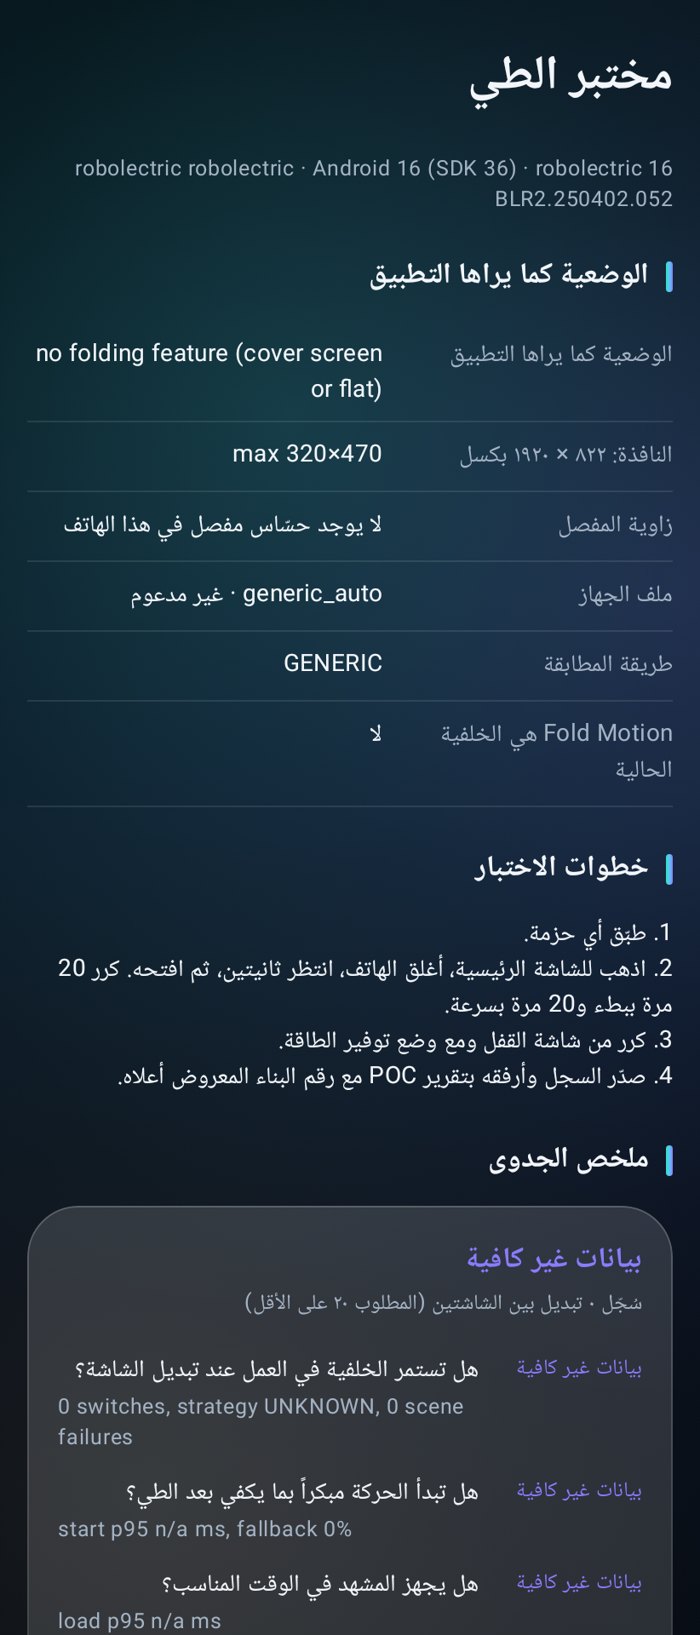 مختبر الطي
robolectric robolectric · Android 16 (SDK 36) · robolectric 16
BLR2.250402.052
الوضعية كما يراها التطبيق
الوضعية كما يراها التطبيق
no folding feature (cover screen
or flat)
النافذة: ٨٢٢ × ١٩٢٠ بكسل
max 320×470
زاوية المفصل
لا يوجد حسّاس مفصل في هذا الهاتف
ملف الجهاز
generic_auto · غير مدعوم
طريقة المطابقة
GENERIC
Fold Motion هي الخلفية
الحالية
لا
خطوات الاختبار
1. طبّق أي حزمة.
2. اذهب للشاشة الرئيسية، أغلق الهاتف، انتظر ثانيتين، ثم افتحه. كرر 20
مرة ببطء و20 مرة بسرعة.
3. كرر من شاشة القفل ومع وضع توفير الطاقة.
4. صدّر السجل وأرفقه بتقرير POC مع رقم البناء المعروض أعلاه.
ملخص الجدوى
بيانات غير كافية
سُجّل ٠ تبديل بين الشاشتين (المطلوب ٢٠ على الأقل)
بيانات غير كافية
هل تستمر الخلفية في العمل عند تبديل الشاشة؟
0 switches, strategy UNKNOWN, 0 scene
failures
بيانات غير كافية
هل تبدأ الحركة مبكراً بما يكفي بعد الطي؟
start p95 n/a ms, fallback 0%
بيانات غير كافية
هل يجهز المشهد في الوقت المناسب؟
load p95 n/a ms